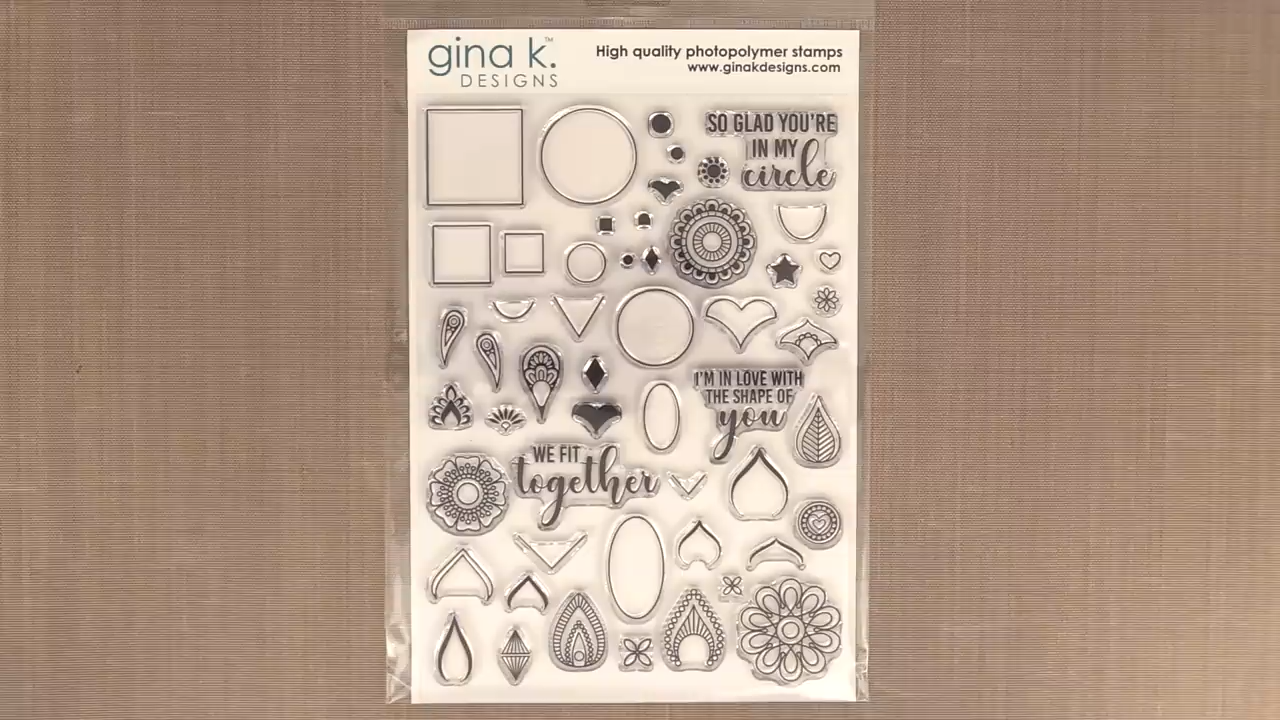 gina k.™
DESIGNS
High quality photopolymer stamps
www.ginakdesigns.com
SO GLAD YOU'RE
IN MY
circle
I'M IN LOVE WITH
THE SHAPE OF
you
WE FIT
together